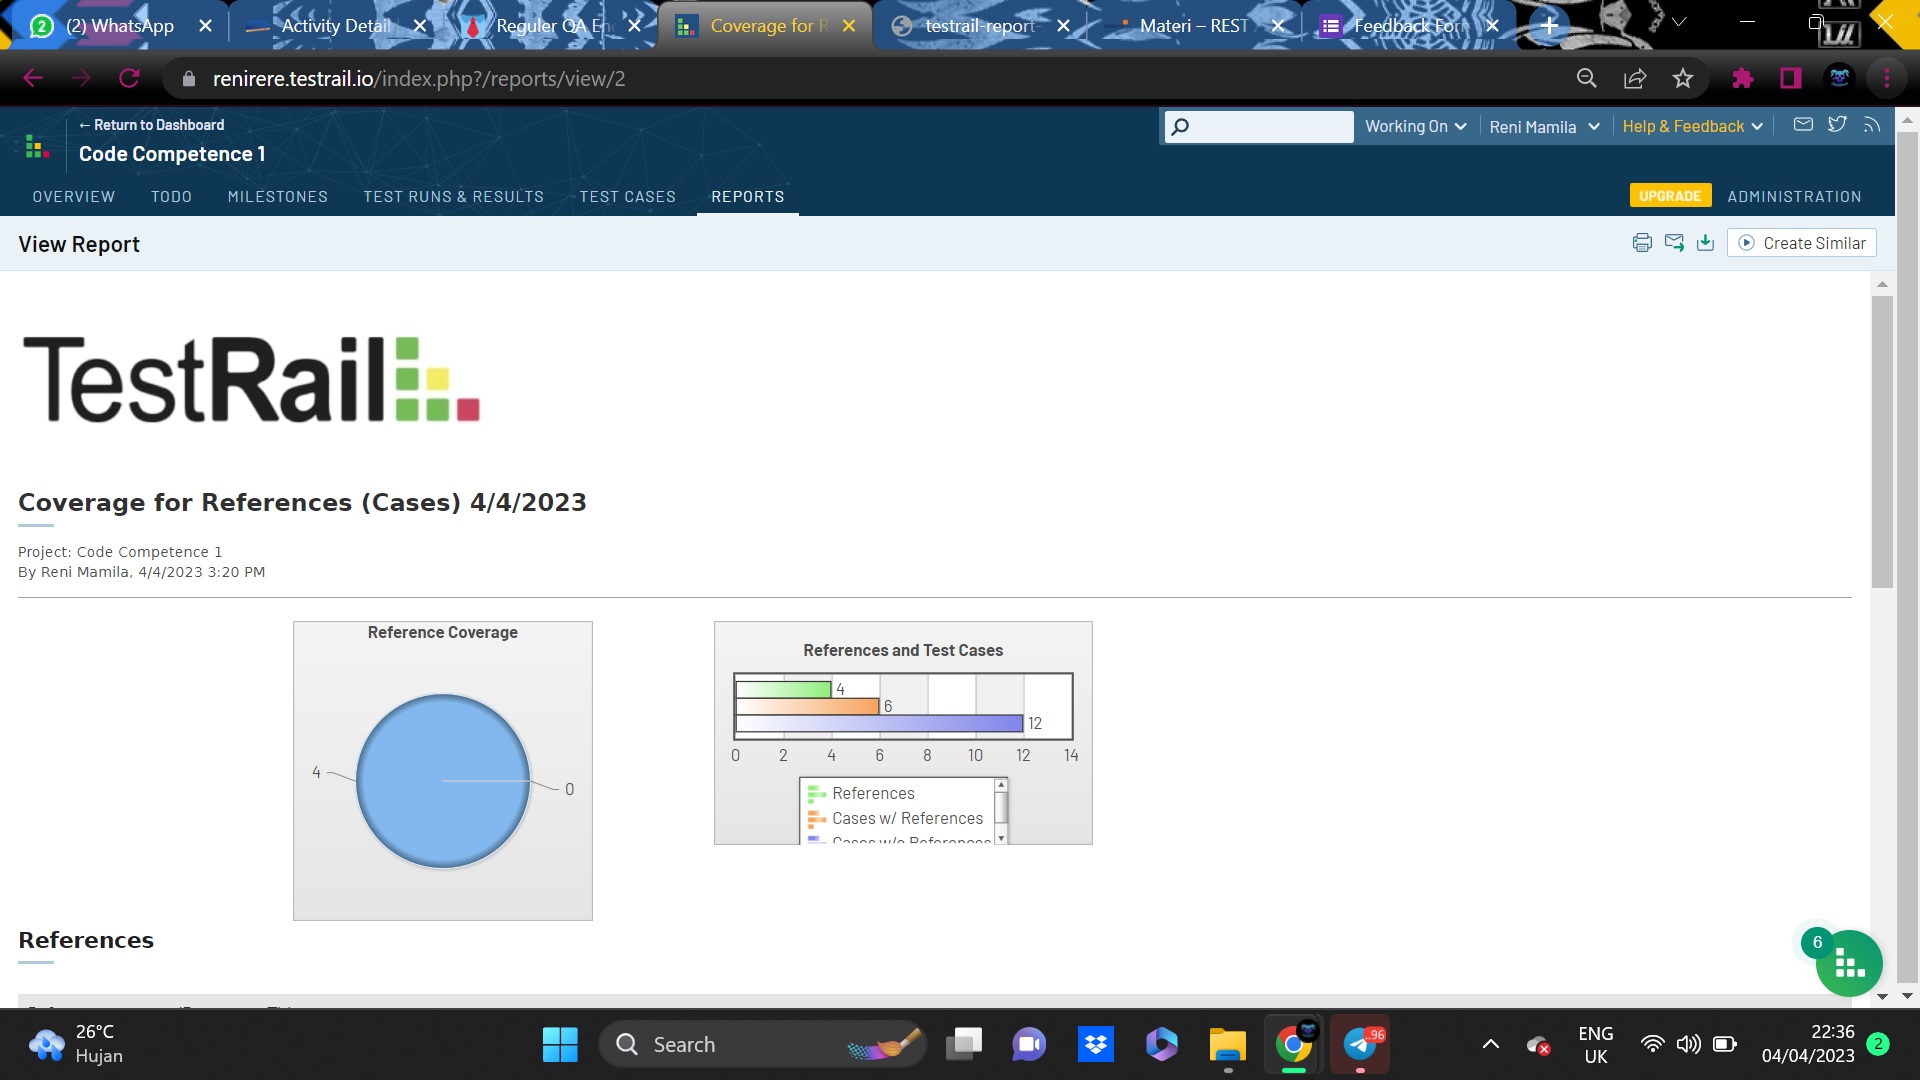 (2) WhatsApp
Activity Detail
Reguler QA En
Coverage for R
testrail-report-
Materi – REST
Feedback Form
renirere.testrail.io/index.php?/reports/view/2
← Return to Dashboard
Code Competence 1
Working On
Reni Mamila
Help & Feedback
OVERVIEW
TODO
MILESTONES
TEST RUNS & RESULTS
TEST CASES
REPORTS
UPGRADE
ADMINISTRATION
View Report
Create Similar
TestRail
Coverage for References (Cases) 4/4/2023
Project: Code Competence 1
By Reni Mamila, 4/4/2023 3:20 PM
Reference Coverage
4
0
References and Test Cases
4
6
12
0 2 4 6 8 10 12 14
References
Cases w/ References
Cases w/o References
References
6
26°C
Hujan
Search
96
ENG
UK
22:36
04/04/2023
2